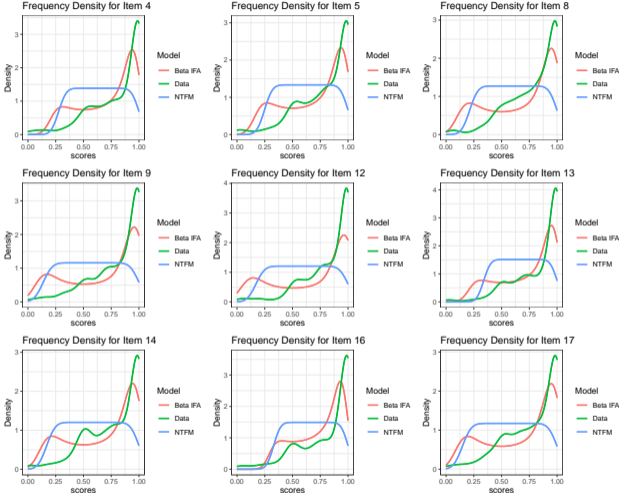 Frequency Density for Item 4
Density
3
2
1
0
0.00 0.25 0.50 0.75 1.00
scores
Model
Beta IFA
Data
NTFM
Frequency Density for Item 5
Density
3
2
1
0
0.00 0.25 0.50 0.75 1.00
scores
Model
Beta IFA
Data
NTFM
Frequency Density for Item 8
Density
3
2
1
0
0.00 0.25 0.50 0.75 1.00
scores
Model
Beta IFA
Data
NTFM
Frequency Density for Item 9
Density
3
2
1
0
0.00 0.25 0.50 0.75 1.00
scores
Model
Beta IFA
Data
NTFM
Frequency Density for Item 12
Density
4
3
2
1
0
0.00 0.25 0.50 0.75 1.00
scores
Model
Beta IFA
Data
NTFM
Frequency Density for Item 13
Density
4
3
2
1
0
0.00 0.25 0.50 0.75 1.00
scores
Model
Beta IFA
Data
NTFM
Frequency Density for Item 14
Density
3
2
1
0
0.00 0.25 0.50 0.75 1.00
scores
Model
Beta IFA
Data
NTFM
Frequency Density for Item 16
Density
3
2
1
0
0.00 0.25 0.50 0.75 1.00
scores
Model
Beta IFA
Data
NTFM
Frequency Density for Item 17
Density
3
2
1
0
0.00 0.25 0.50 0.75 1.00
scores
Model
Beta IFA
Data
NTFM